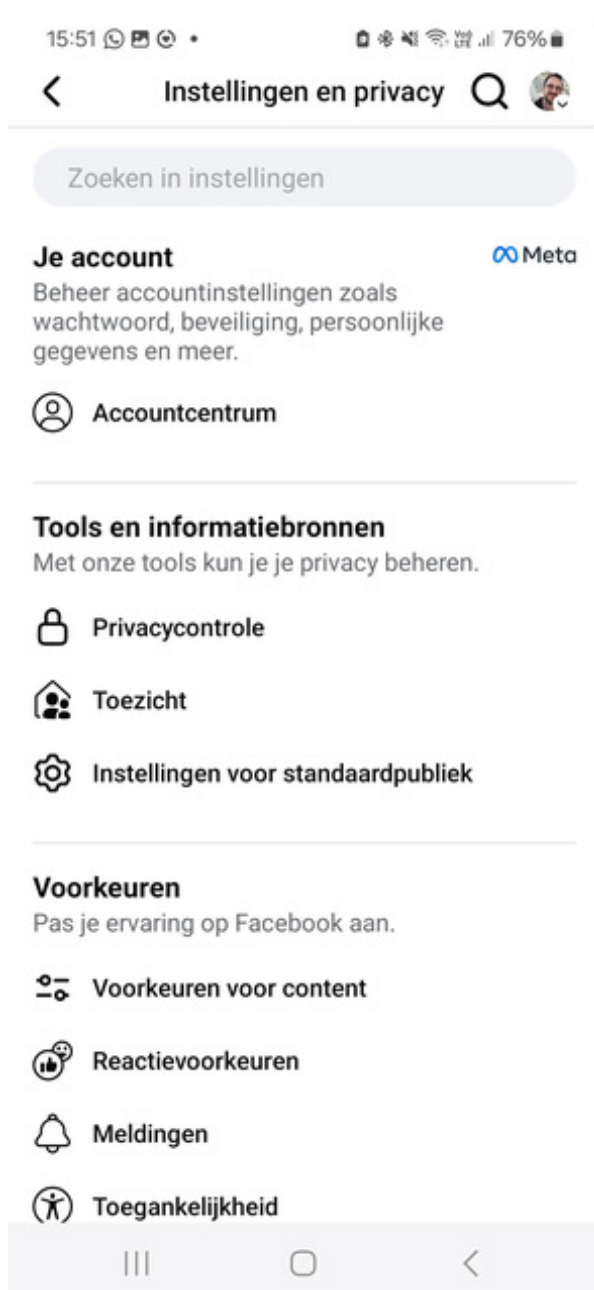 15:51 76%
Instellingen en privacy
Zoeken in instellingen
Je account
Meta
Beheer accountinstellingen zoals
wachtwoord, beveiliging, persoonlijke
gegevens en meer.
Accountcentrum
Tools en informatiebronnen
Met onze tools kun je je privacy beheren.
Privacycontrole
Toezicht
Instellingen voor standaardpubliek
Voorkeuren
Pas je ervaring op Facebook aan.
Voorkeuren voor content
Reactievoorkeuren
Meldingen
Toegankelijkheid